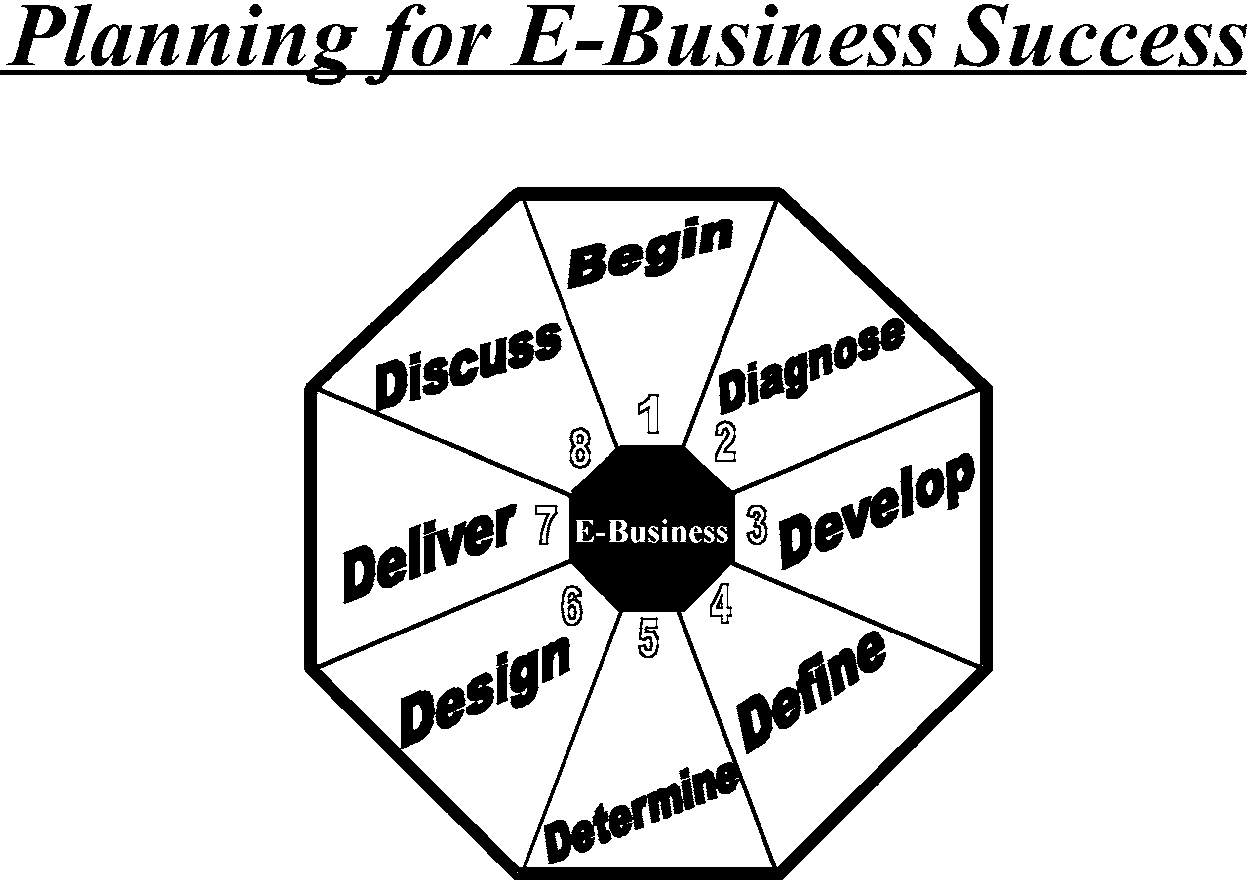 Planning for E-Business Success
Begin
1
Diagnose
2
Develop
3
Define
4
Determine
5
Design
6
Deliver
7
Discuss
8
E-Business